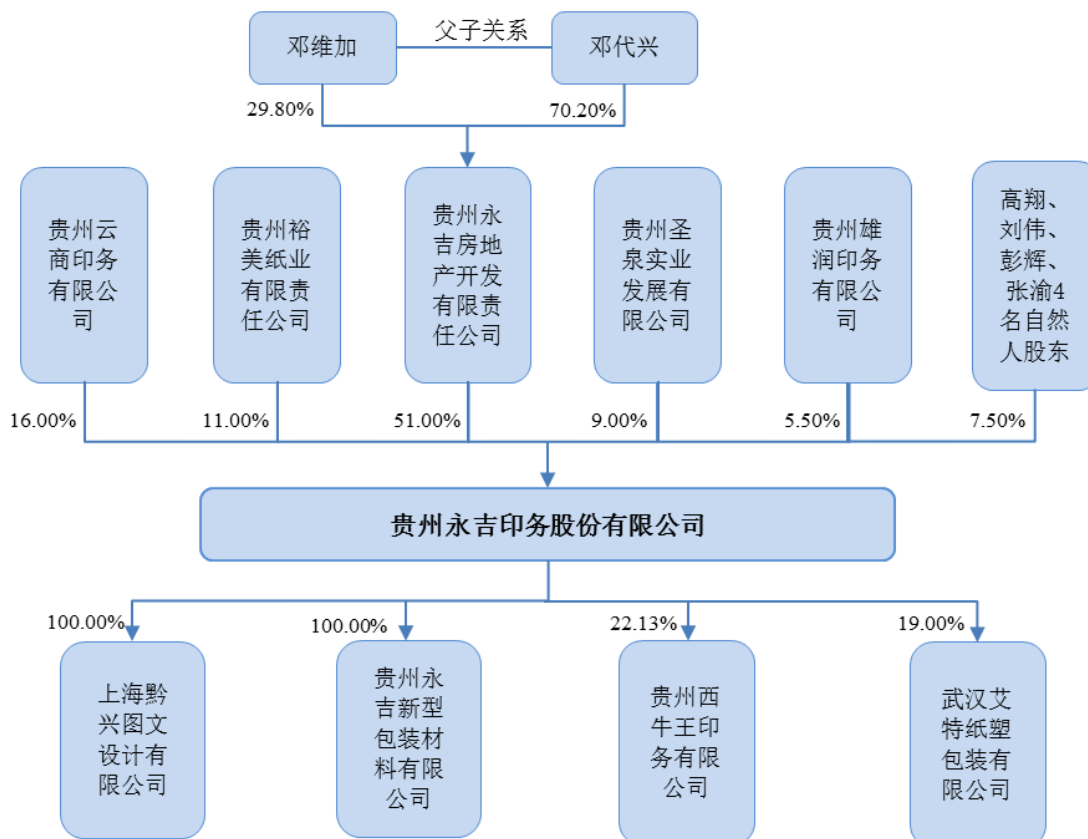 父子关系
邓维加
邓代兴
29.80%
70.20%
贵州云
商印务
有限公
司
贵州裕
美纸业
有限责
任公司
贵州永
吉房地
产开发
有限责
任公司
贵州圣
泉实业
发展有
限公司
贵州雄
润印务
有限公
司
高翔、
刘伟、
彭辉、
张渝4
名自然
人股东
16.00%
11.00%
51.00%
9.00%
5.50%
7.50%
贵州永吉印务股份有限公司
100.00%
100.00%
22.13%
19.00%
上海黔
兴图文
设计有
限公司
贵州永
吉新型
包装材
料有限
公司
贵州西
牛王印
务有限
公司
武汉艾
特纸塑
包装有
限公司